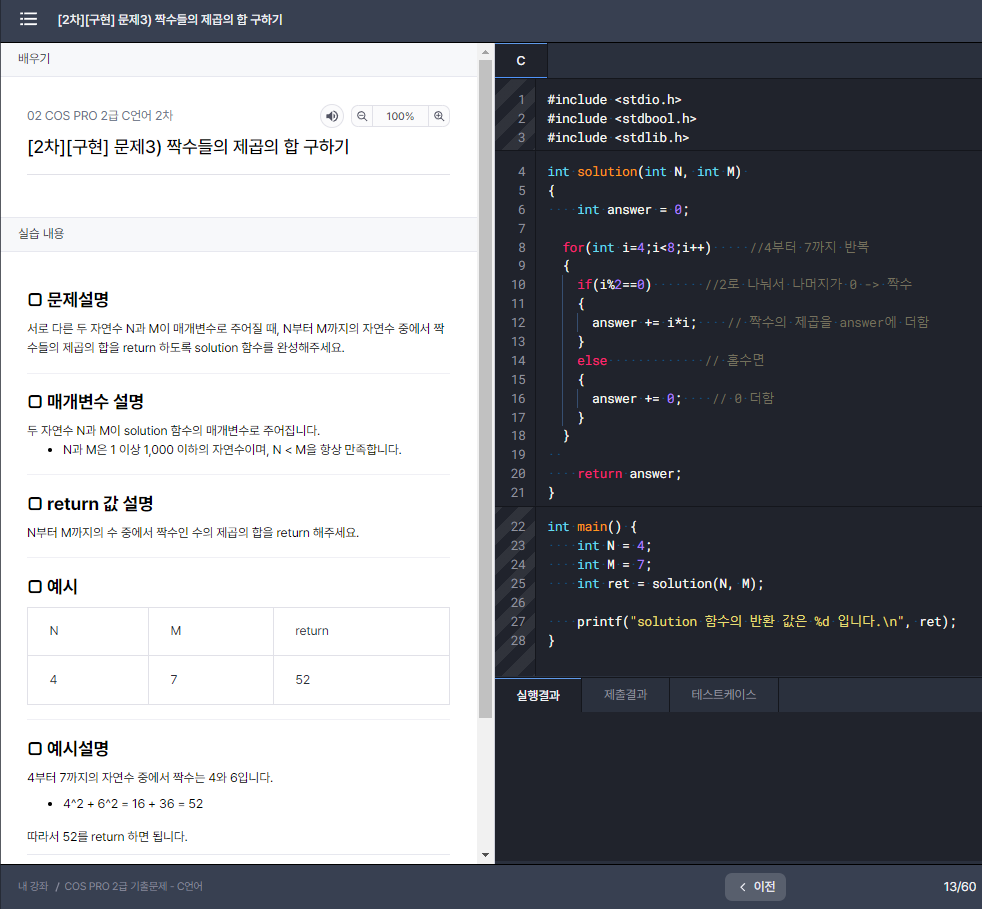 [2차][구현] 문제3) 짝수들의 제곱의 합 구하기
배우기
02 COS PRO 2급 C언어 2차
100%
[2차][구현] 문제3) 짝수들의 제곱의 합 구하기
실습 내용
문제설명
서로 다른 두 자연수 N과 M이 매개변수로 주어질 때, N부터 M까지의 자연수 중에서 짝
수들의 제곱의 합을 return 하도록 solution 함수를 완성해주세요.
매개변수 설명
두 자연수 N과 M이 solution 함수의 매개변수로 주어집니다.
• N과 M은 1 이상 1,000 이하의 자연수이며, N < M을 항상 만족합니다.
return 값 설명
N부터 M까지의 수 중에서 짝수인 수의 제곱의 합을 return 해주세요.
예시
N M return
4 7 52
예시설명
4부터 7까지의 자연수 중에서 짝수는 4와 6입니다.
• 4^2 + 6^2 = 16 + 36 = 52
따라서 52를 return 하면 됩니다.
C
1 #include <stdio.h>
2 #include <stdbool.h>
3 #include <stdlib.h>
4 int solution(int N, int M)
5 {
6 int answer = 0;
7
8 for(int i=4;i<8;i++) //4부터 7까지 반복
9 {
10 if(i%2==0) //2로 나눠서 나머지가 0 -> 짝수
11 {
12 answer += i*i; // 짝수의 제곱을 answer에 더함
13 }
14 else // 홀수면
15 {
16 answer += 0; // 0 더함
17 }
18 }
19
20 return answer;
21 }
22 int main() {
23 int N = 4;
24 int M = 7;
25 int ret = solution(N, M);
26
27 printf("solution 함수의 반환 값은 %d 입니다.\n", ret);
28 }
실행결과 제출결과 테스트케이스
내 강좌 / COS PRO 2급 기출문제 - C언어
이전
13/60